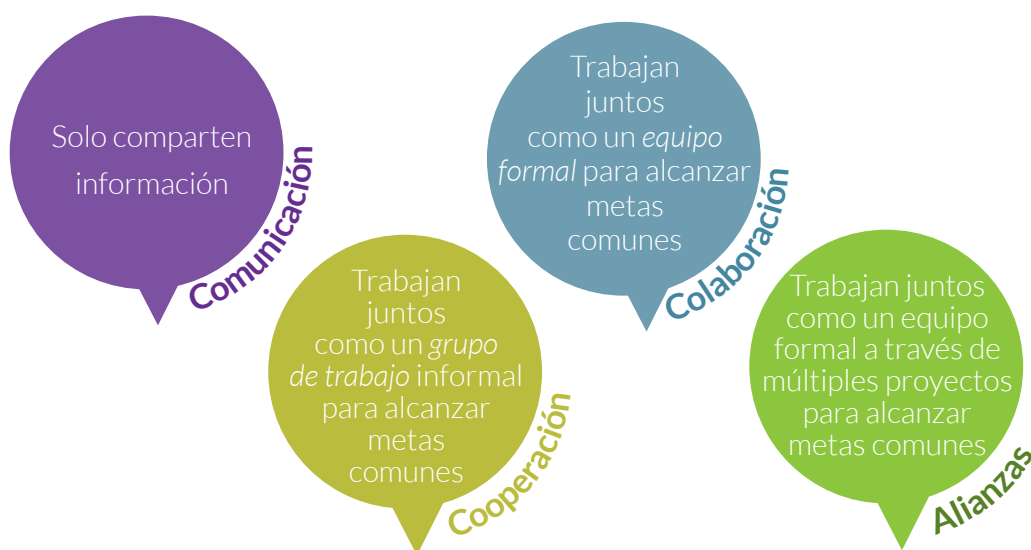 Solo comparten
información
Comunicación
Trabajan
juntos
como un grupo
de trabajo informal
para alcanzar
metas
comunes
Cooperación
Trabajan
juntos
como un equipo
formal para alcanzar
metas
comunes
Colaboración
Trabajan juntos
como un equipo
formal a través de
múltiples proyectos
para alcanzar
metas comunes
Alianzas